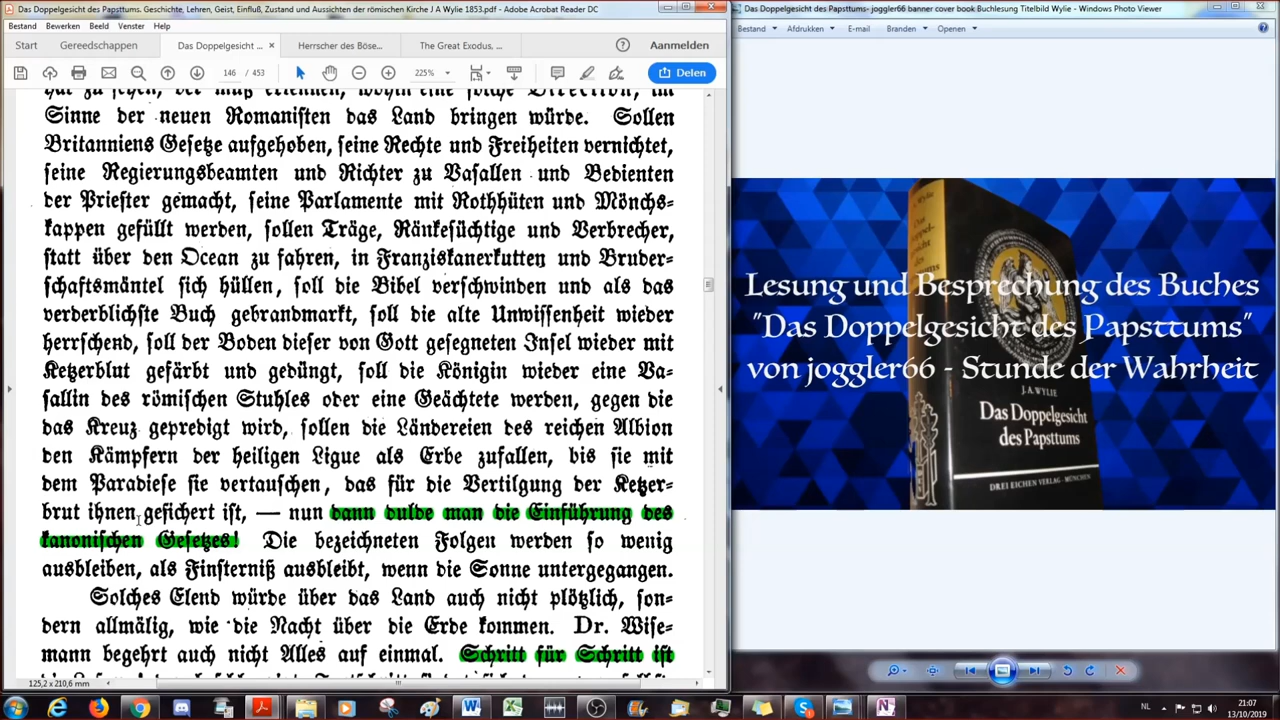 Das Doppelgesicht des Papsttums. Geschichte, Lehren, Geist, Einfluß, Zustand und Aussichten der römischen Kirche J A Wylie 1853.pdf - Adobe Acrobat Reader DC
Bestand Bewerken Beeld Venster Help
Start Gereedschappen Das Doppelgesicht ... × Herrscher des Böse... The Great Exodus, ... Aanmelden
146 / 453 225% Delen
Sinne der neuen Romanisten das Land bringen würde. Sollen
Britanniens Gesetze aufgehoben, seine Rechte und Freiheiten vernichtet,
seine Regierungsbeamten und Richter zu Vasallen und Bedienten
der Priester gemacht, seine Parlamente mit Rothhüten und Mönchs-
kappen gefüllt werden, sollen Träge, Ränkesüchtige und Verbrecher,
statt über den Ocean zu fahren, in Franziskanerkutten und Bruder-
schaftsmäntel sich hüllen, soll die Bibel verschwinden und als das
verderblichste Buch gebrandmarkt, soll die alte Unwissenheit wieder
herrschend, soll der Boden dieser von Gott gesegneten Insel wieder mit
Ketzerblut gefärbt und gedüngt, soll die Königin wieder eine Va-
sallin des römischen Stuhles oder eine Geächtete werden, gegen die
das Kreuz gepredigt wird, sollen die Ländereien des reichen Albion
den Kämpfern der heiligen Ligue als Erbe zufallen, bis sie mit
dem Paradiese sie vertauschen, das für die Vertilgung der Ketzer-
brut ihnen gesichert ist, — nun dann dulde man die Einführung des
kanonischen Gesetzes! Die bezeichneten Folgen werden so wenig
ausbleiben, als Finsterniß ausbleibt, wenn die Sonne untergegangen.
Solches Elend würde über das Land auch nicht plötzlich, son-
dern allmälig, wie die Nacht über die Erde kommen. Dr. Wise-
mann begehrt auch nicht Alles auf einmal. Schritt für Schritt ist
125,2 x 210,6 mm
Das Doppelgesicht des Papsttums- joggler66 banner cover book Buchlesung Titelbild Wylie - Windows Photo Viewer
Bestand Afdrukken E-mail Branden Openen
Lesung und Besprechung des Buches
"Das Doppelgesicht des Papsttums"
von joggler66 - Stunde der Wahrheit
J.A.WYLIE
Das Doppelgesicht
des Papsttums
DREI EICHEN VERLAG · MÜNCHEN
NL
21:07
13/10/2019